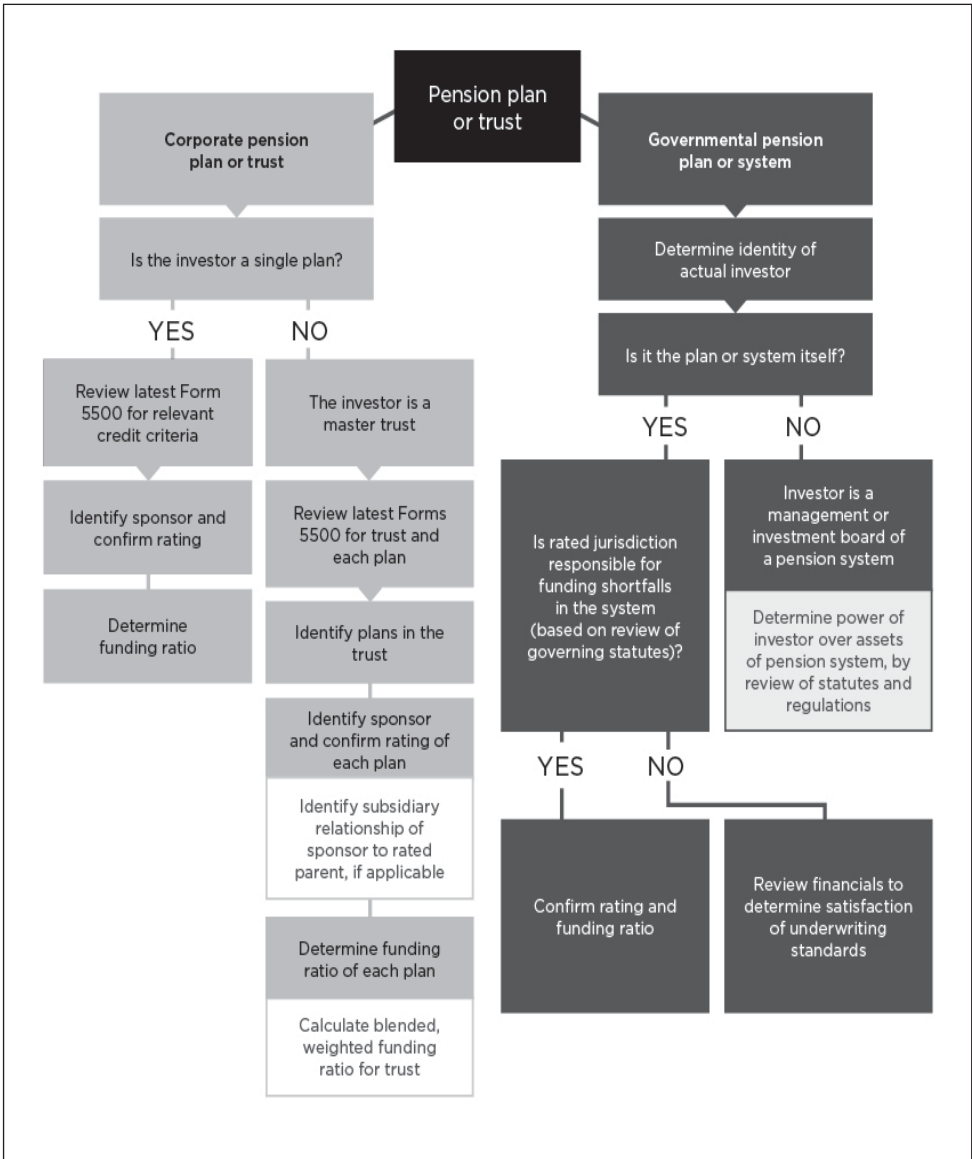 Pension plan
or trust
Corporate pension
plan or trust
Is the investor a single plan?
YES
NO
Review latest Form
5500 for relevant
credit criteria
Identify sponsor and
confirm rating
Determine
funding ratio
The investor is a
master trust
Review latest Forms
5500 for trust and
each plan
Identify plans in the
trust
Identify sponsor
and confirm rating of
each plan
Identify subsidiary
relationship of
sponsor to rated
parent, if applicable
Determine funding
ratio of each plan
Calculate blended,
weighted funding
ratio for trust
Governmental pension
plan or system
Determine identity of
actual investor
Is it the plan or system itself?
YES
NO
Is rated jurisdiction
responsible for
funding shortfalls
in the system
(based on review of
governing statutes)?
Investor is a
management or
investment board of
a pension system
Determine power of
investor over assets
of pension system, by
review of statutes and
regulations
YES
NO
Confirm rating and
funding ratio
Review financials to
determine satisfaction
of underwriting
standards